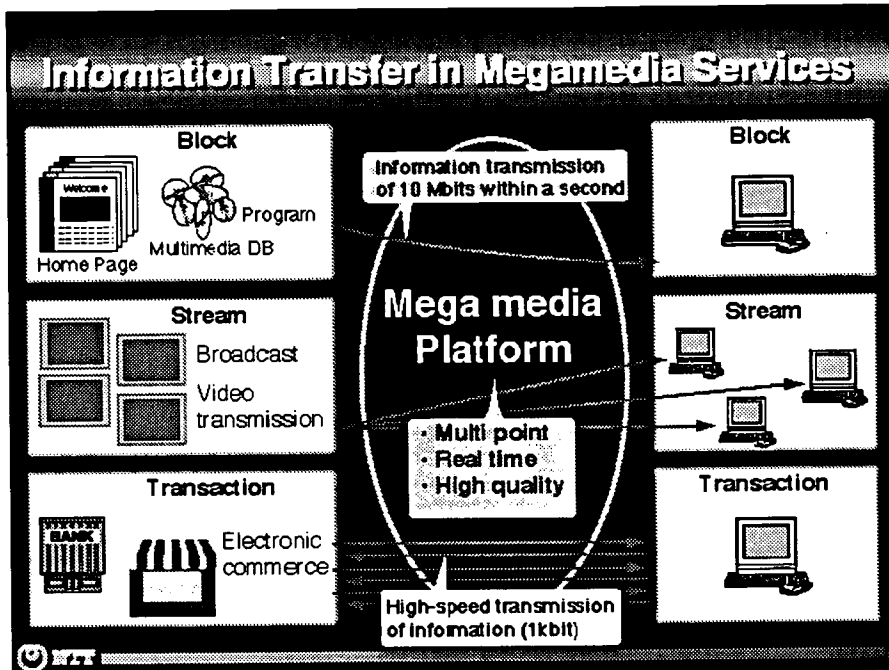 Information Transfer in Megamedia Services
Block
Welcome
Program
Multimedia DB
Home Page
Information transmission
of 10 Mbits within a second
Block
Stream
Broadcast
Video
transmission
Mega media
Platform
· Multi point
· Real time
· High quality
Stream
Transaction
BANK
Electronic
commerce
High-speed transmission
of information (1kbit)
Transaction
NTT